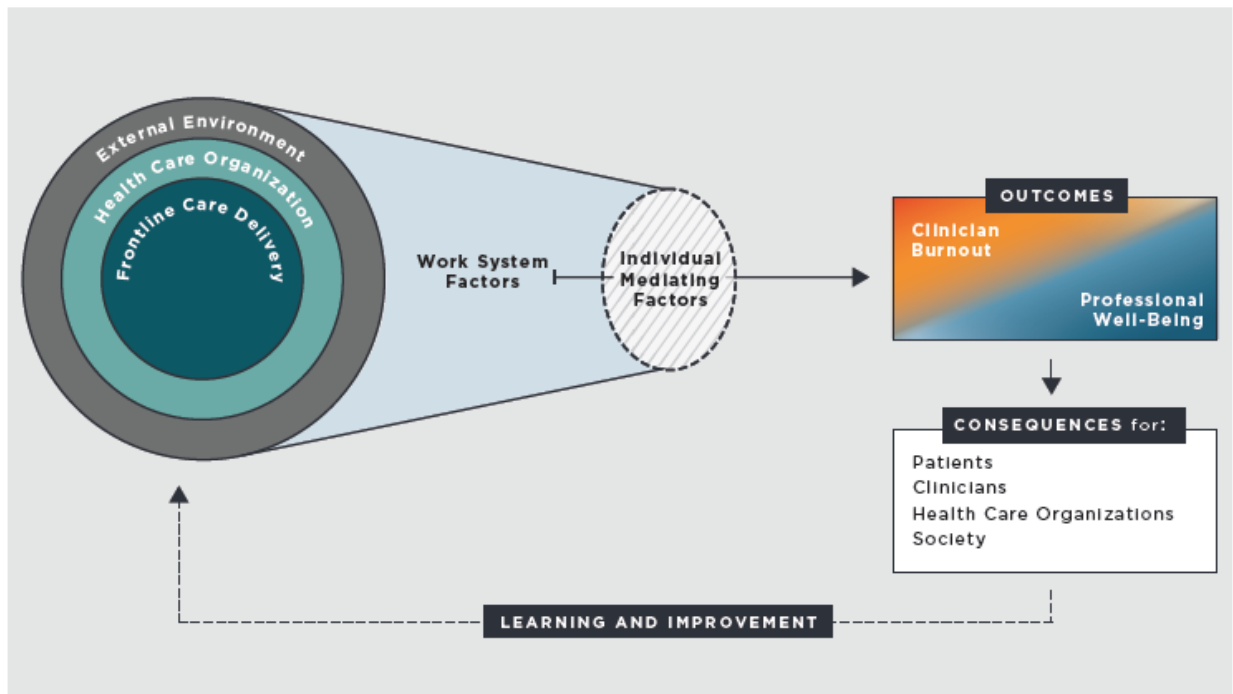 External Environment
Health Care Organization
Frontline Care Delivery
Work System
Factors
Individual
Mediating
Factors
OUTCOMES
Clinician
Burnout
Professional
Well-Being
CONSEQUENCES for:
Patients
Clinicians
Health Care Organizations
Society
LEARNING AND IMPROVEMENT